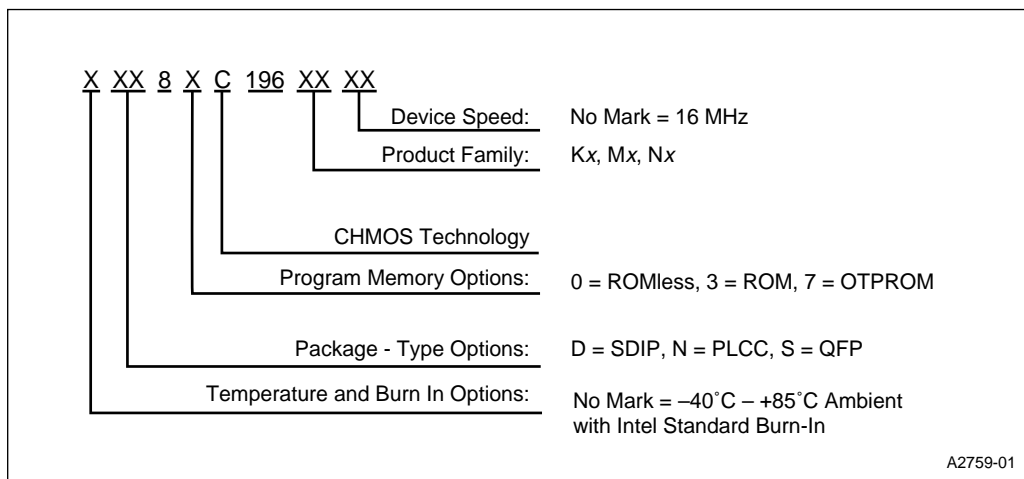 X XX 8 X C 196 XX XX
Device Speed: No Mark = 16 MHz
Product Family: Kx, Mx, Nx
CHMOS Technology
Program Memory Options: 0 = ROMless, 3 = ROM, 7 = OTPROM
Package - Type Options: D = SDIP, N = PLCC, S = QFP
Temperature and Burn In Options: No Mark = –40˚C – +85˚C Ambient
with Intel Standard Burn-In
A2759-01